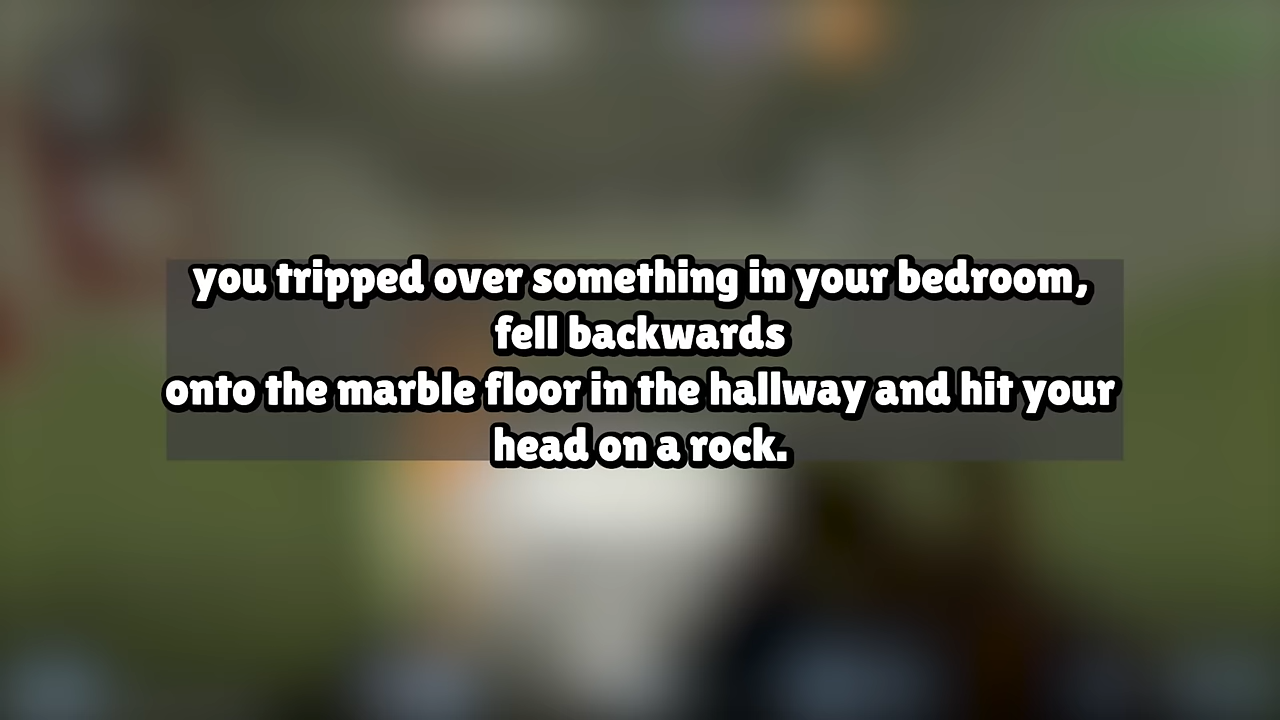 you tripped over something in your bedroom,
fell backwards
onto the marble floor in the hallway and hit your
head on a rock.